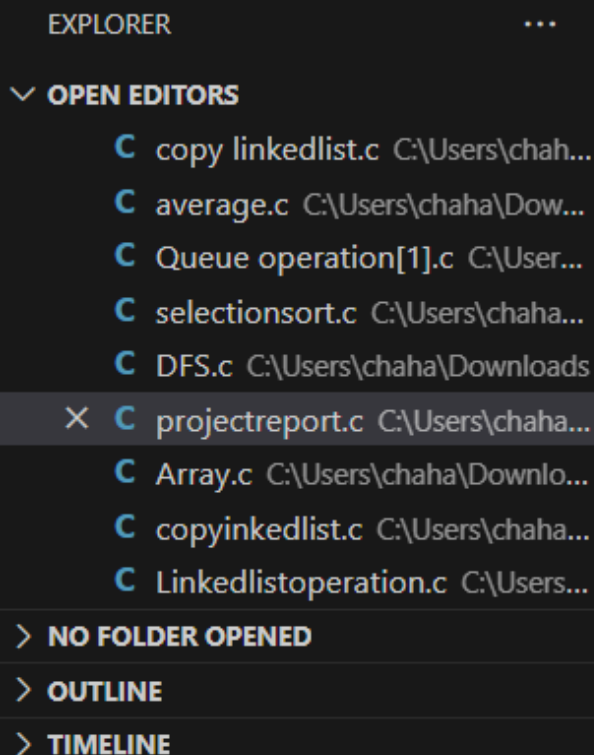 EXPLORER ...
OPEN EDITORS
C copy linkedlist.c C:\Users\chah...
C average.c C:\Users\chaha\Dow...
C Queue operation[1].c C:\User...
C selectionsort.c C:\Users\chaha...
C DFS.c C:\Users\chaha\Downloads
C projectreport.c C:\Users\chaha...
C Array.c C:\Users\chaha\Downlo...
C copyinkedlist.c C:\Users\chaha...
C Linkedlistoperation.c C:\Users...
NO FOLDER OPENED
OUTLINE
TIMELINE